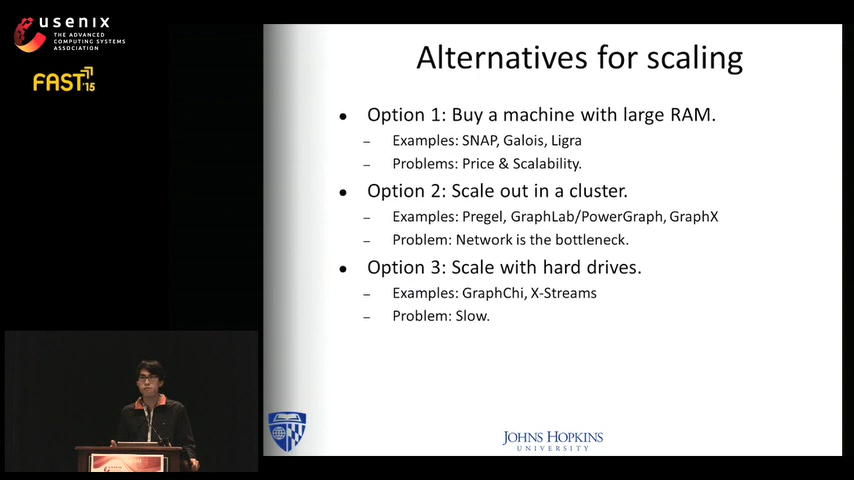 usenix
THE ADVANCED
COMPUTING SYSTEMS
ASSOCIATION
FAST '15
Alternatives for scaling
• Option 1: Buy a machine with large RAM.
– Examples: SNAP, Galois, Ligra
– Problems: Price & Scalability.
• Option 2: Scale out in a cluster.
– Examples: Pregel, GraphLab/PowerGraph, GraphX
– Problem: Network is the bottleneck.
• Option 3: Scale with hard drives.
– Examples: GraphChi, X-Streams
– Problem: Slow.
JOHNS HOPKINS
UNIVERSITY